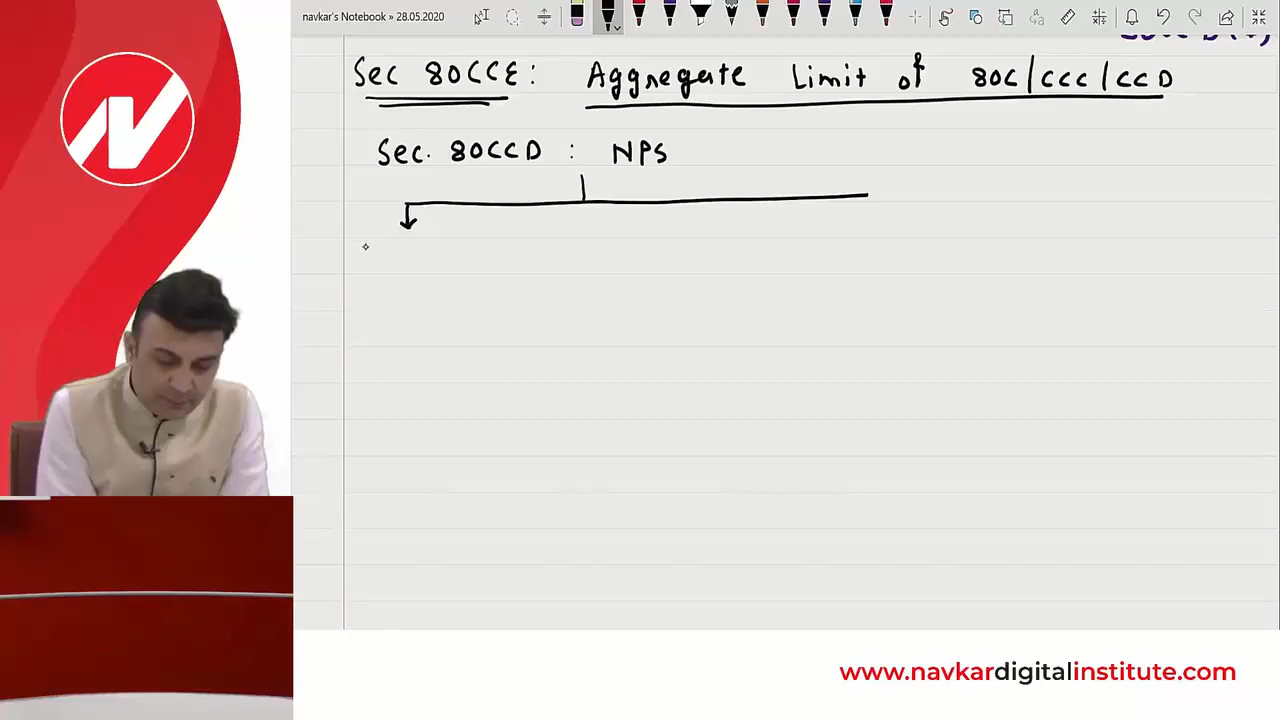 navkar's Notebook » 28.05.2020
Sec 80CCE : Aggregate Limit of 80C/CCC/CCD
Sec. 80CCD : NPS
www.navkardigitalinstitute.com